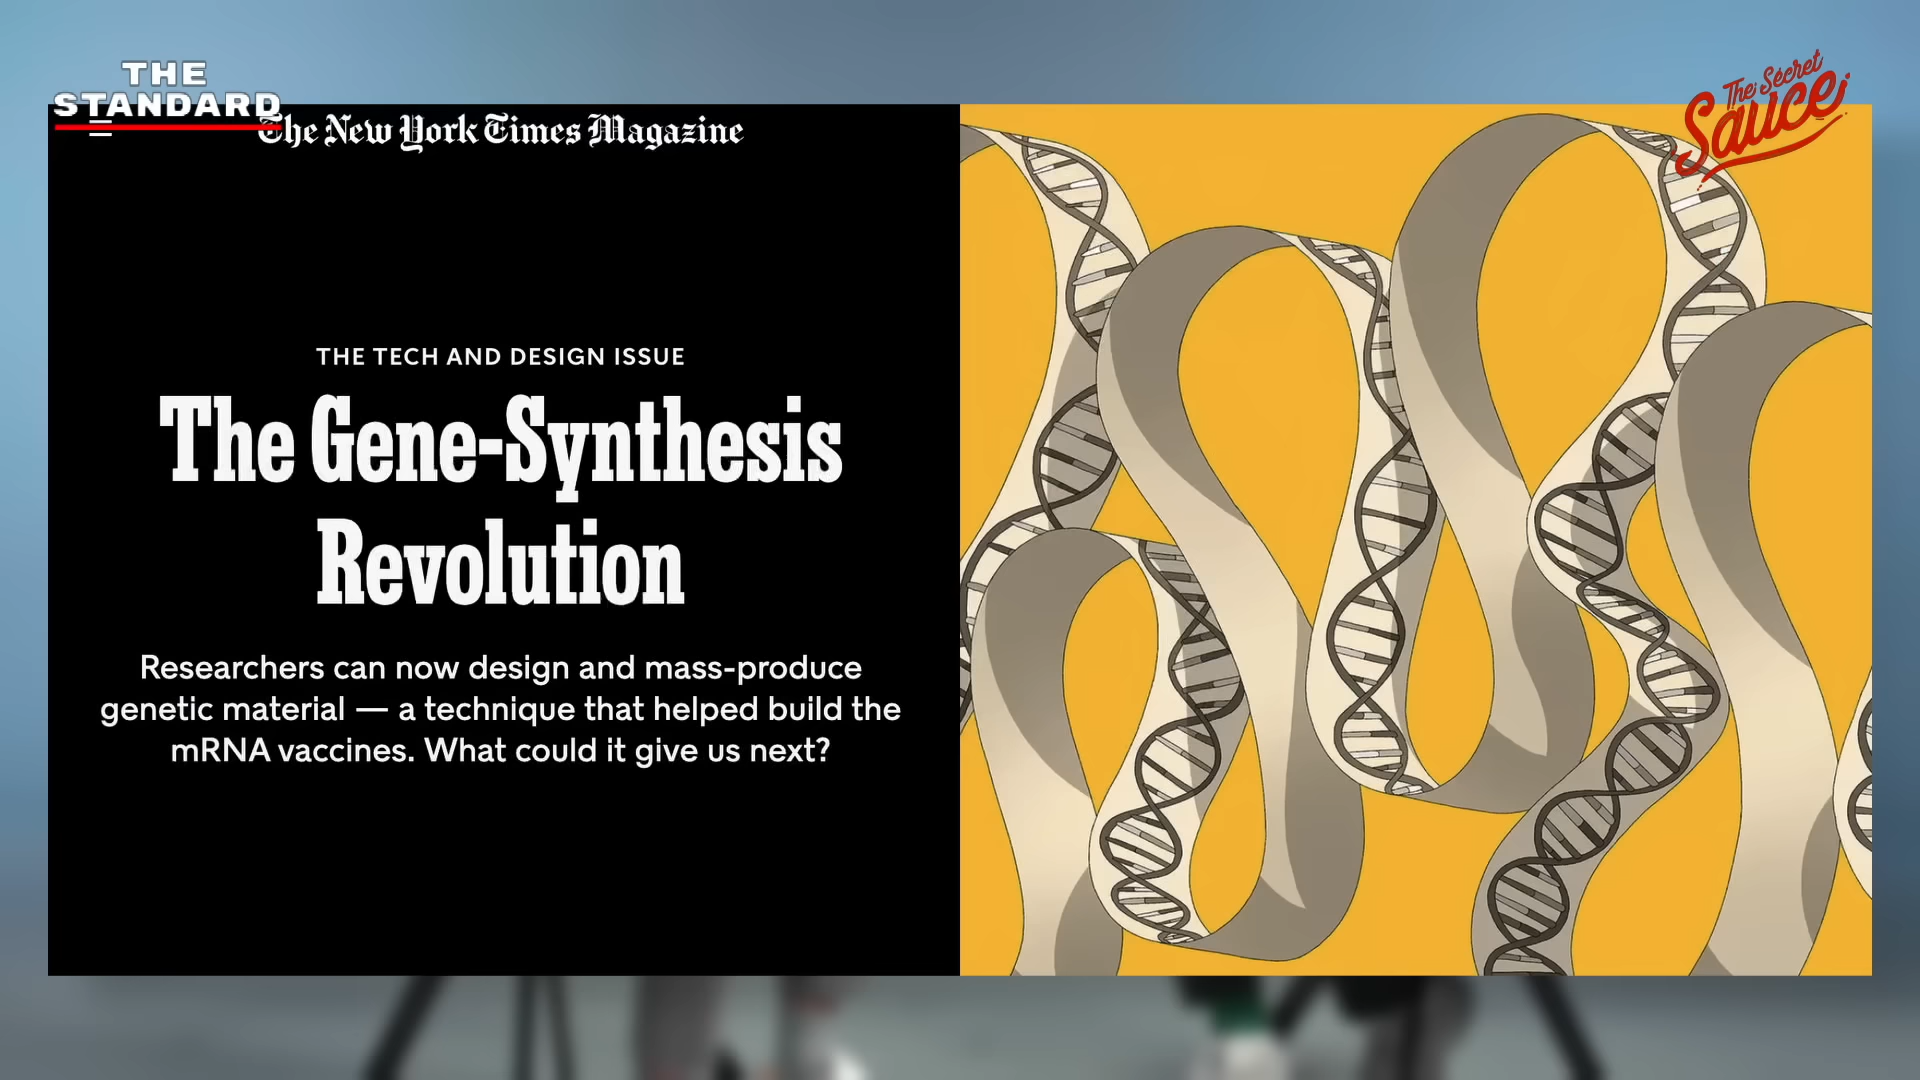 THE
STANDARD
The Secret
Sauce
The New York Times Magazine
THE TECH AND DESIGN ISSUE
The Gene-Synthesis
Revolution
Researchers can now design and mass-produce
genetic material — a technique that helped build the
mRNA vaccines. What could it give us next?